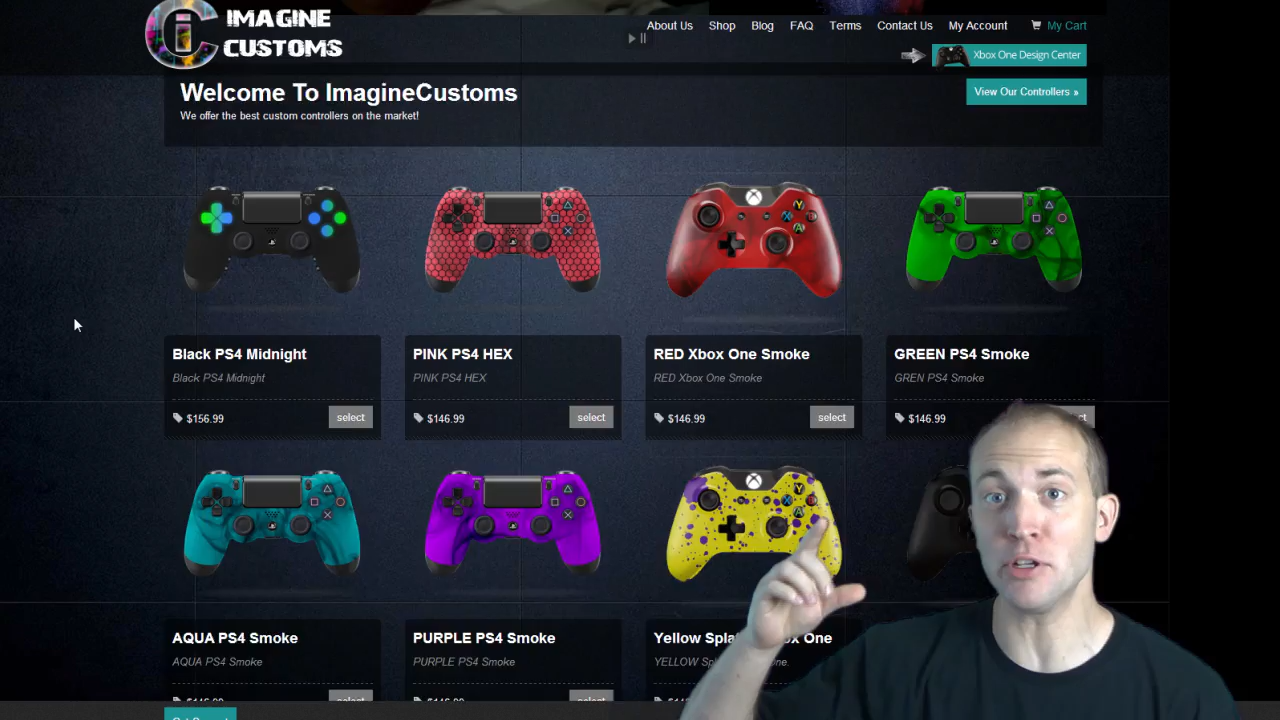 IMAGINE
CUSTOMS
About Us Shop Blog FAQ Terms Contact Us My Account My Cart
Xbox One Design Center
Welcome To ImagineCustoms
We offer the best custom controllers on the market!
View Our Controllers »
Black PS4 Midnight
Black PS4 Midnight
$156.99 select
PINK PS4 HEX
PINK PS4 HEX
$146.99 select
RED Xbox One Smoke
RED Xbox One Smoke
$146.99 select
GREEN PS4 Smoke
GREN PS4 Smoke
$146.99
AQUA PS4 Smoke
AQUA PS4 Smoke
PURPLE PS4 Smoke
PURPLE PS4 Smoke
Yellow One
YELLOW One